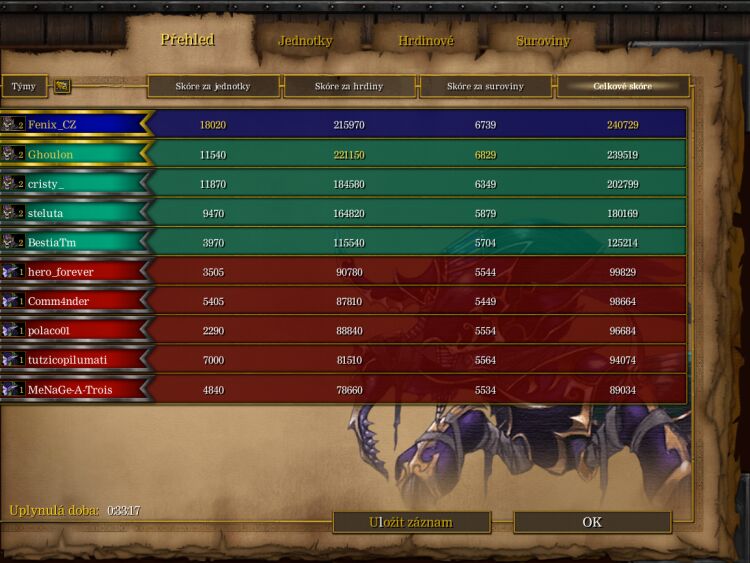 Přehled Jednotky Hrdinové Suroviny
Týmy Skóre za jednotky Skóre za hrdiny Skóre za suroviny Celkové skóre
2 Fenix_CZ 18020 215970 6739 240729
2 Ghoulon 11540 221150 6829 239519
2 cristy_ 11870 184580 6349 202799
2 steluta 9470 164820 5879 180169
2 BestiaTm 3970 115540 5704 125214
1 hero_forever 3505 90780 5544 99829
1 Comm4nder 5405 87810 5449 98664
1 polaco01 2290 88840 5554 96684
1 tutzicopilumati 7000 81510 5564 94074
1 MeNaGe-A-Trois 4840 78660 5534 89034
Uplynulá doba: 0:33:17
Uložit záznam OK